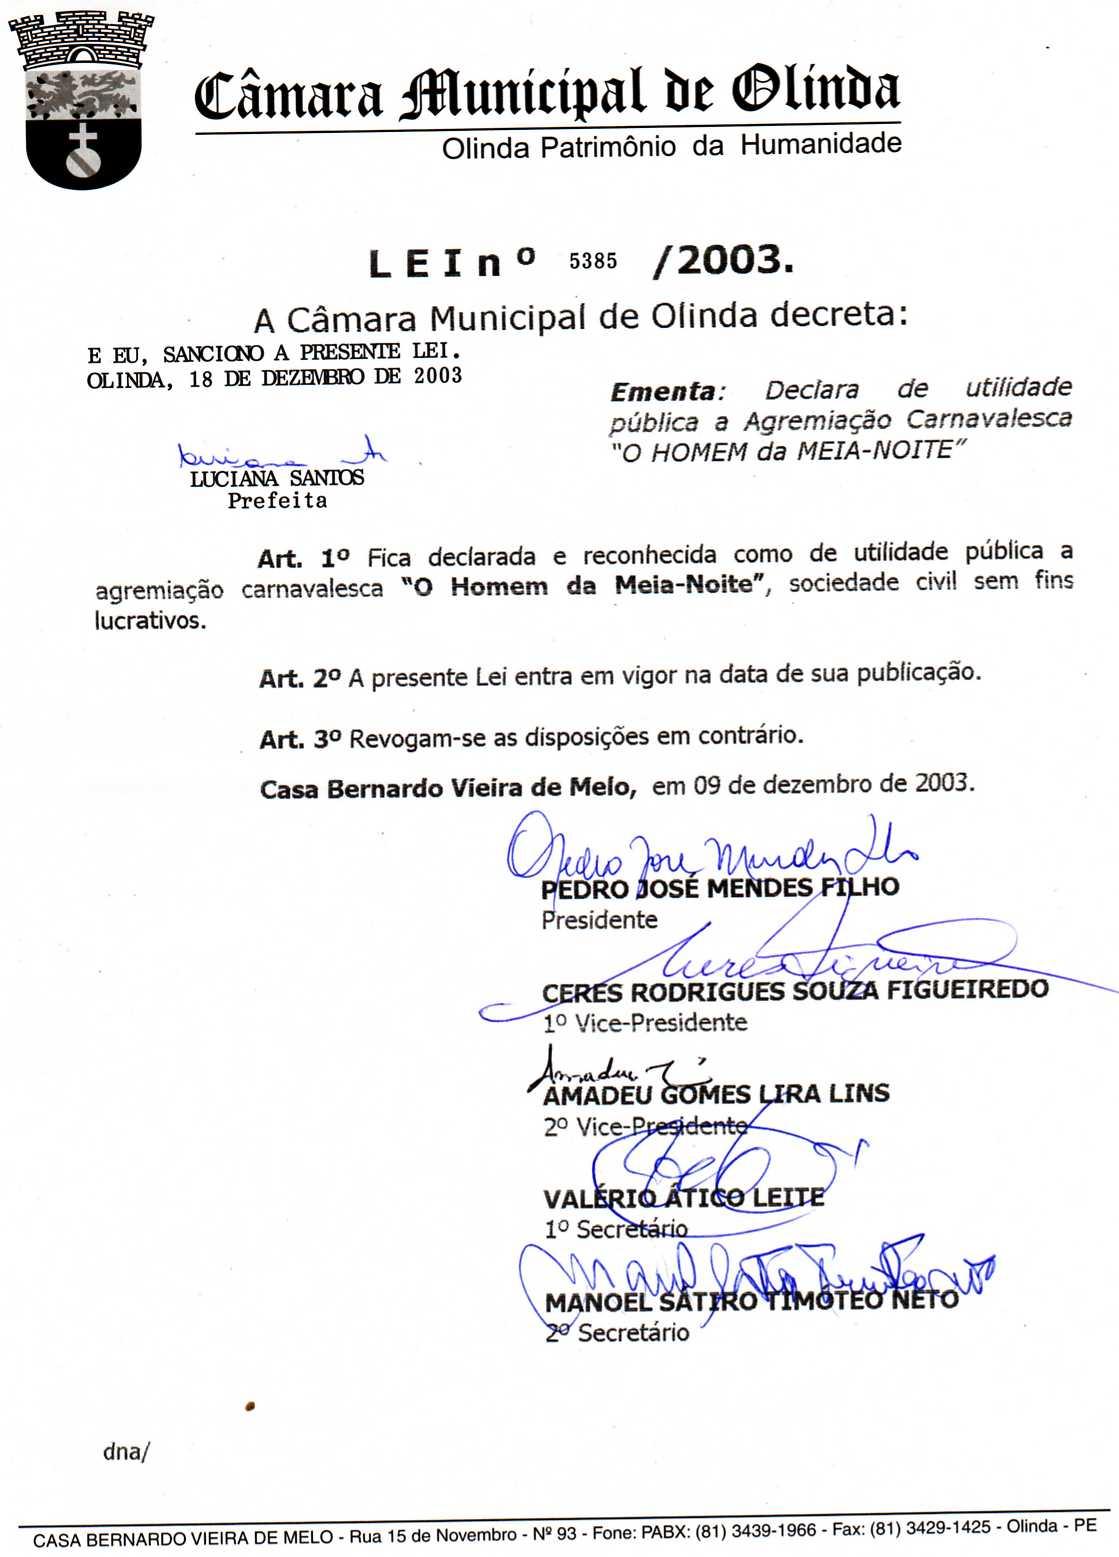 Câmara Municipal de Olinda
Olinda Patrimônio da Humanidade
L E I n º 5385 /2003.
A Câmara Municipal de Olinda decreta:
E EU, SANCIONO A PRESENTE LEI.
OLINDA, 18 DE DEZEMBRO DE 2003
Ementa: Declara de utilidade
pública a Agremiação Carnavalesca
"O HOMEM da MEIA-NOITE"
LUCIANA SANTOS
Prefeita
Art. 1º Fica declarada e reconhecida como de utilidade pública a
agremiação carnavalesca "O Homem da Meia-Noite", sociedade civil sem fins
lucrativos.
Art. 2º A presente Lei entra em vigor na data de sua publicação.
Art. 3º Revogam-se as disposições em contrário.
Casa Bernardo Vieira de Melo, em 09 de dezembro de 2003.
Pedro José Mendes Filho
PEDRO JOSÉ MENDES FILHO
Presidente
Ceres Figueiredo
CERES RODRIGUES SOUZA FIGUEIREDO
1º Vice-Presidente
Amadeu
AMADEU GOMES LIRA LINS
2º Vice-Presidente
VALÉRIO ÁTICO LEITE
1º Secretário
Manoel Satiro Timoteo Neto
MANOEL SATIRO TIMOTEO NETO
2º Secretário
dna/
CASA BERNARDO VIEIRA DE MELO - Rua 15 de Novembro - Nº 93 - Fone: PABX: (81) 3439-1966 - Fax: (81) 3429-1425 - Olinda - PE